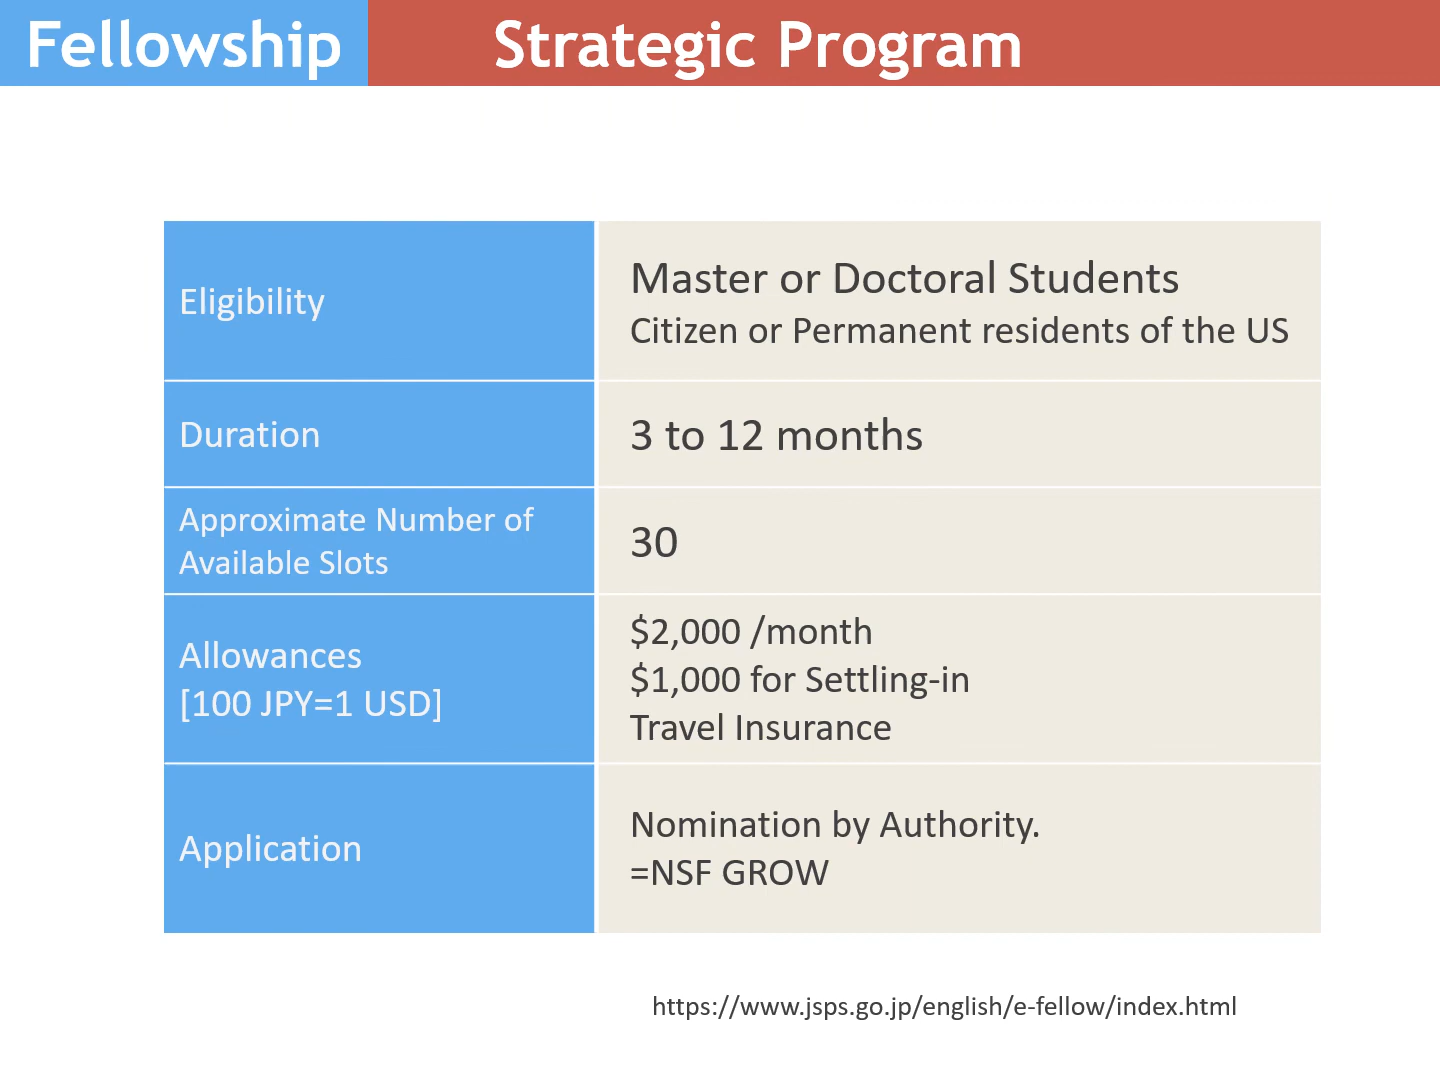 Fellowship
Strategic Program
Eligibility
Master or Doctoral Students
Citizen or Permanent residents of the US
Duration
3 to 12 months
Approximate Number of
Available Slots
30
Allowances
[100 JPY=1 USD]
$2,000 /month
$1,000 for Settling-in
Travel Insurance
Application
Nomination by Authority.
=NSF GROW
https://www.jsps.go.jp/english/e-fellow/index.html